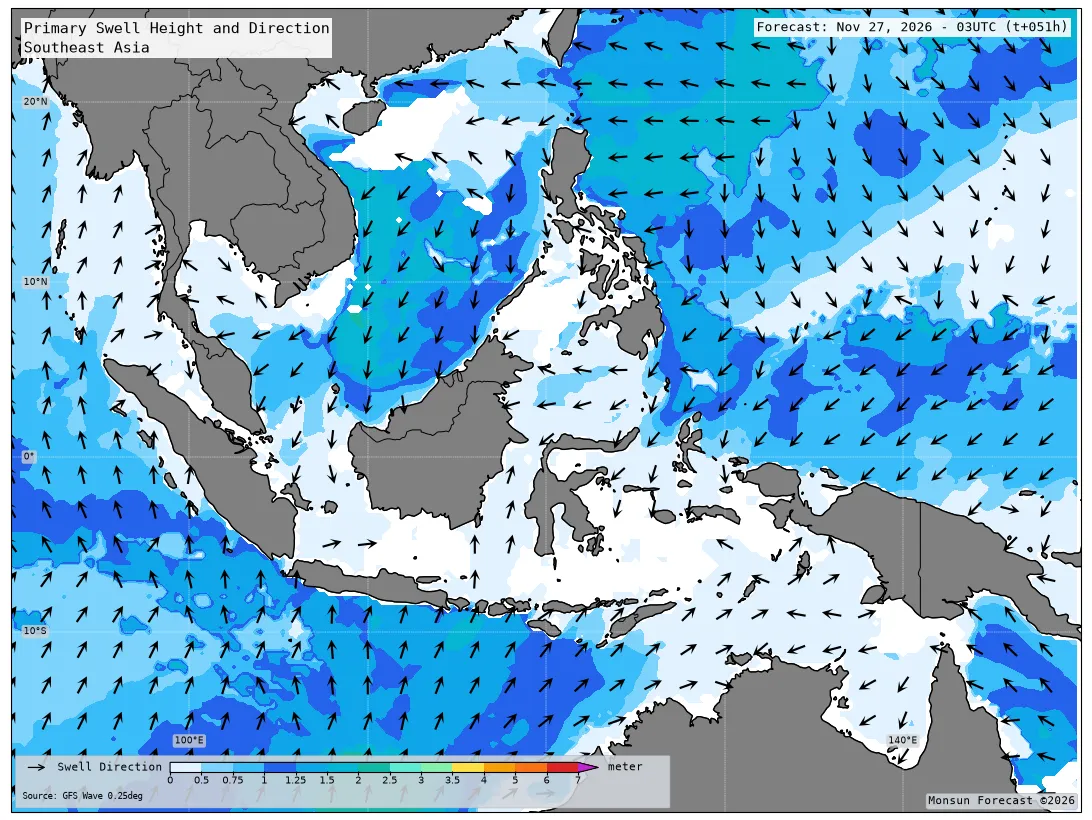 Primary Swell Height and Direction
Southeast Asia
Forecast: Nov 27, 2026 - 03UTC (t+051h)
20°N
10°N
0°
10°S
100°E
140°E
Swell Direction
0 0.5 0.75 1 1.25 1.5 2 2.5 3 3.5 4 5 6 7
meter
Source: GFS Wave 0.25deg
Monsun Forecast ©2026